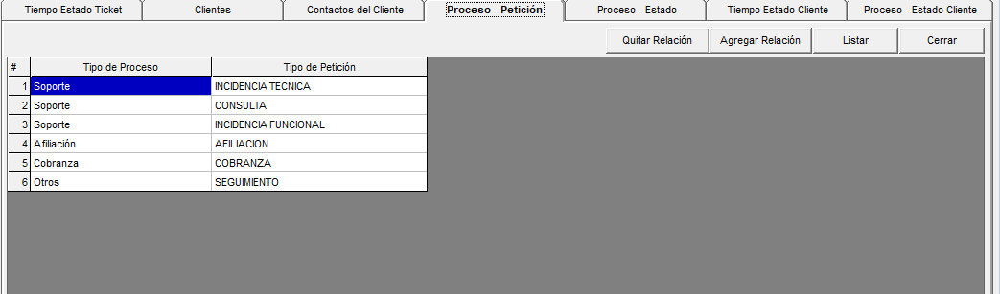 Tiempo Estado Ticket Clientes Contactos del Cliente Proceso - Petición Proceso - Estado Tiempo Estado Cliente Proceso - Estado Cliente
Quitar Relación Agregar Relación Listar Cerrar
# Tipo de Proceso Tipo de Petición
1 Soporte INCIDENCIA TECNICA
2 Soporte CONSULTA
3 Soporte INCIDENCIA FUNCIONAL
4 Afiliación AFILIACION
5 Cobranza COBRANZA
6 Otros SEGUIMIENTO